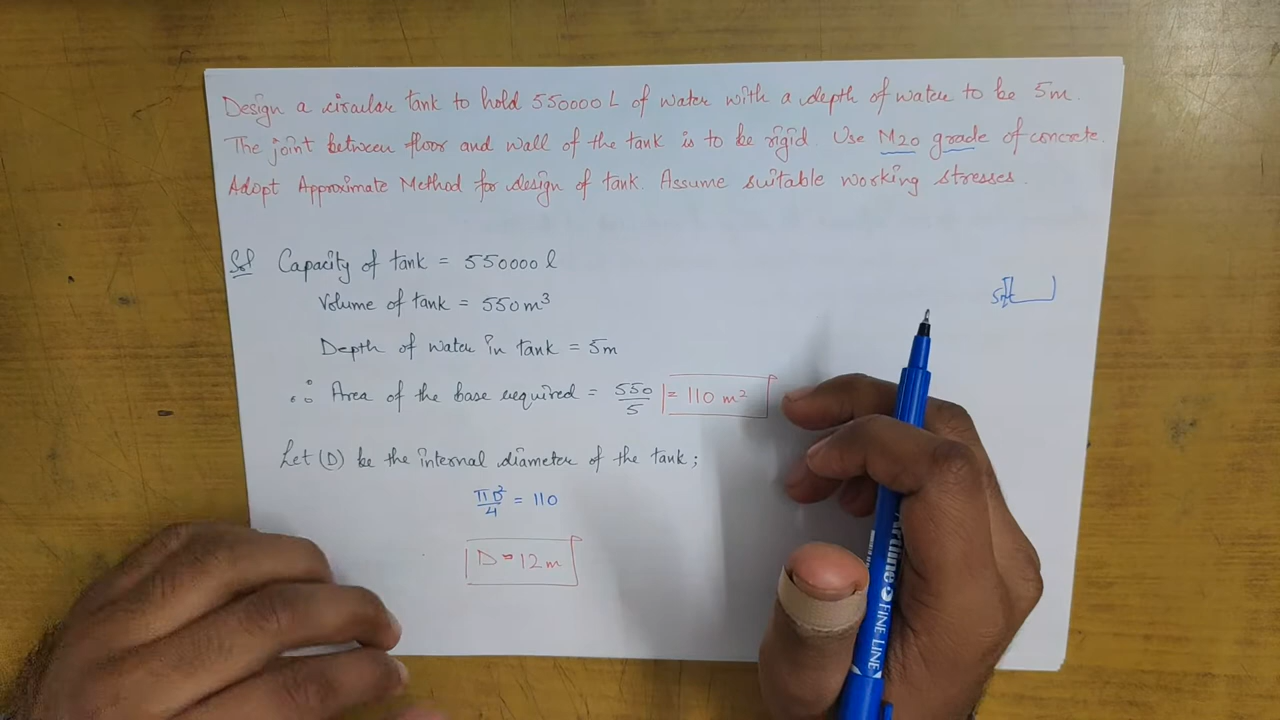 Design a circular tank to hold 550000 L of water with a depth of water to be 5m.
The joint between floor and wall of the tank is to be rigid. Use M20 grade of concrete.
Adopt Approximate Method for design of tank. Assume suitable working stresses.
Sol Capacity of tank = 550000 l
Volume of tank = 550 m³
Depth of water in tank = 5m
∴ Area of the base required = 550/5 = 110 m²
Let (D) be the internal diameter of the tank;
πD²/4 = 110
D = 12m
Artline
FINE LINE